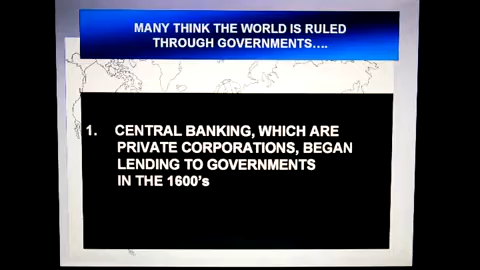 MANY THINK THE WORLD IS RULED
THROUGH GOVERNMENTS....
1. CENTRAL BANKING, WHICH ARE
PRIVATE CORPORATIONS, BEGAN
LENDING TO GOVERNMENTS
IN THE 1600's